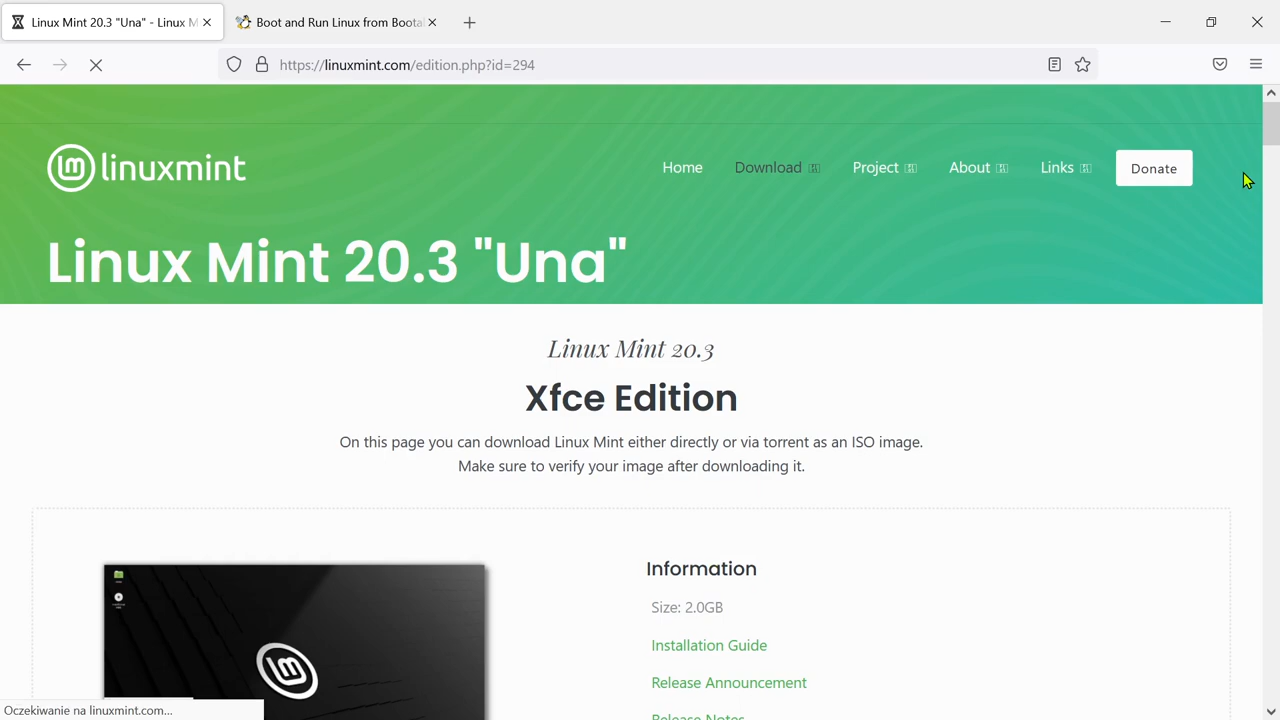 Linux Mint 20.3 "Una" - Linux M
Boot and Run Linux from Boota
https://linuxmint.com/edition.php?id=294
linuxmint
Home
Download
Project
About
Links
Donate
Linux Mint 20.3 "Una"
Linux Mint 20.3
Xfce Edition
On this page you can download Linux Mint either directly or via torrent as an ISO image.
Make sure to verify your image after downloading it.
Information
Size: 2.0GB
Installation Guide
Release Announcement
Release Notes
Oczekiwanie na linuxmint.com...